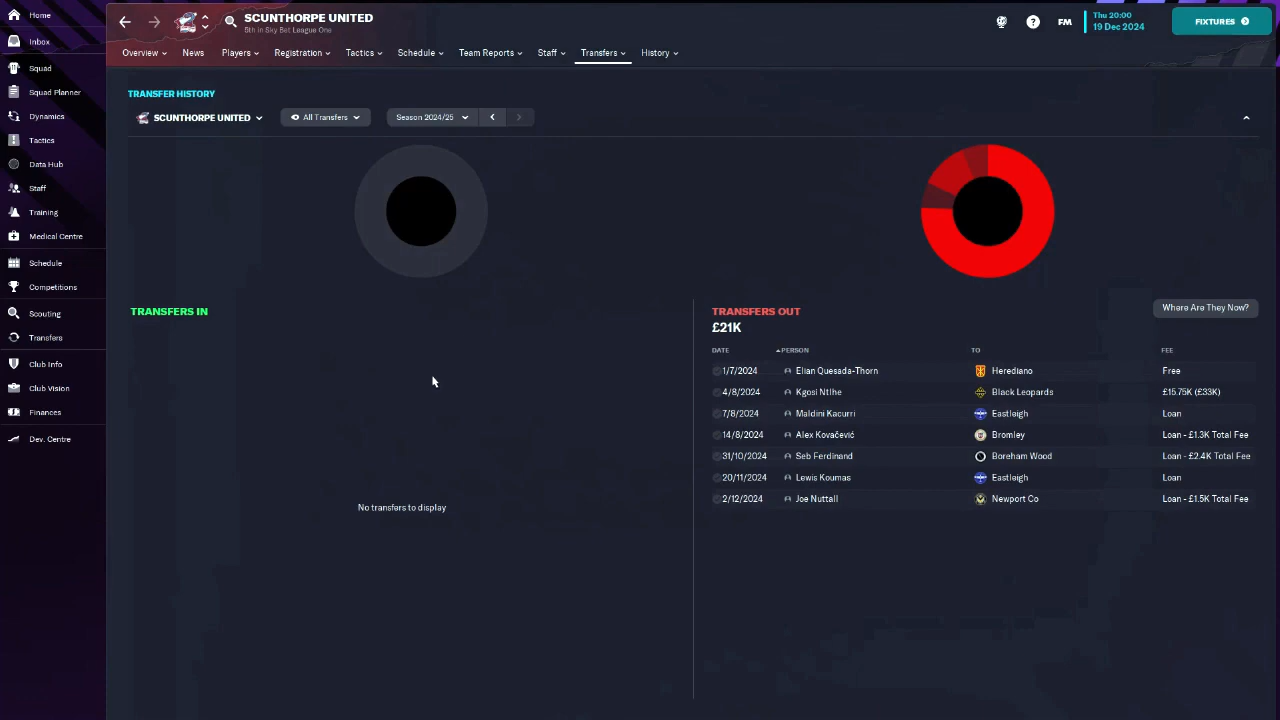 Home
Inbox
Squad
Squad Planner
Dynamics
Tactics
Data Hub
Staff
Training
Medical Centre
Schedule
Competitions
Scouting
Transfers
Club Info
Club Vision
Finances
Dev. Centre
SCUNTHORPE UNITED
5th in Sky Bet League One
FM
Thu 20:00
19 Dec 2024
FIXTURES
Overview News Players Registration Tactics Schedule Team Reports Staff Transfers History
TRANSFER HISTORY
SCUNTHORPE UNITED All Transfers Season 2024/25
TRANSFERS IN
No transfers to display
TRANSFERS OUT
£21K
Where Are They Now?
DATE PERSON TO FEE
1/7/2024 Elian Quesada-Thorn Herediano Free
4/8/2024 Kgosi Ntlhe Black Leopards £15.75K (£33K)
7/8/2024 Maldini Kacurri Eastleigh Loan
14/8/2024 Alex Kovačević Bromley Loan - £1.3K Total Fee
31/10/2024 Seb Ferdinand Boreham Wood Loan - £2.4K Total Fee
20/11/2024 Lewis Koumas Eastleigh Loan
2/12/2024 Joe Nuttall Newport Co Loan - £1.5K Total Fee